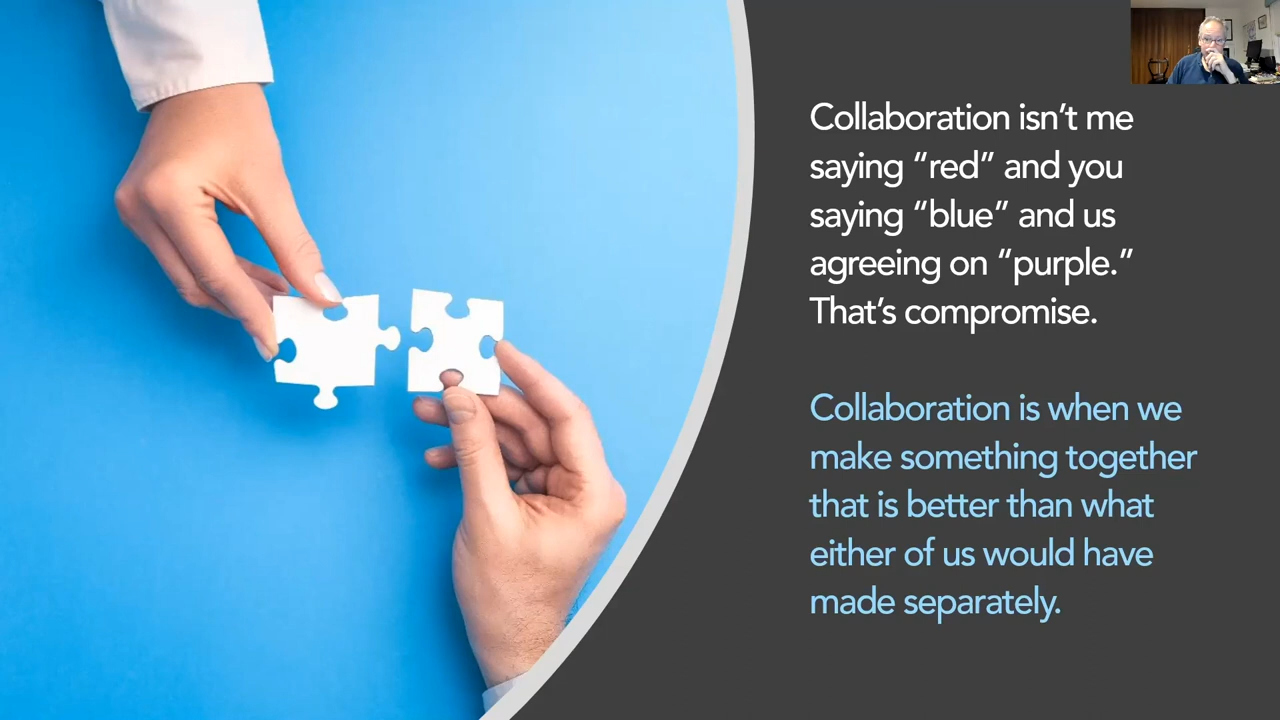 Collaboration isn’t me
saying “red” and you
saying “blue” and us
agreeing on “purple.”
That’s compromise.
Collaboration is when we
make something together
that is better than what
either of us would have
made separately.